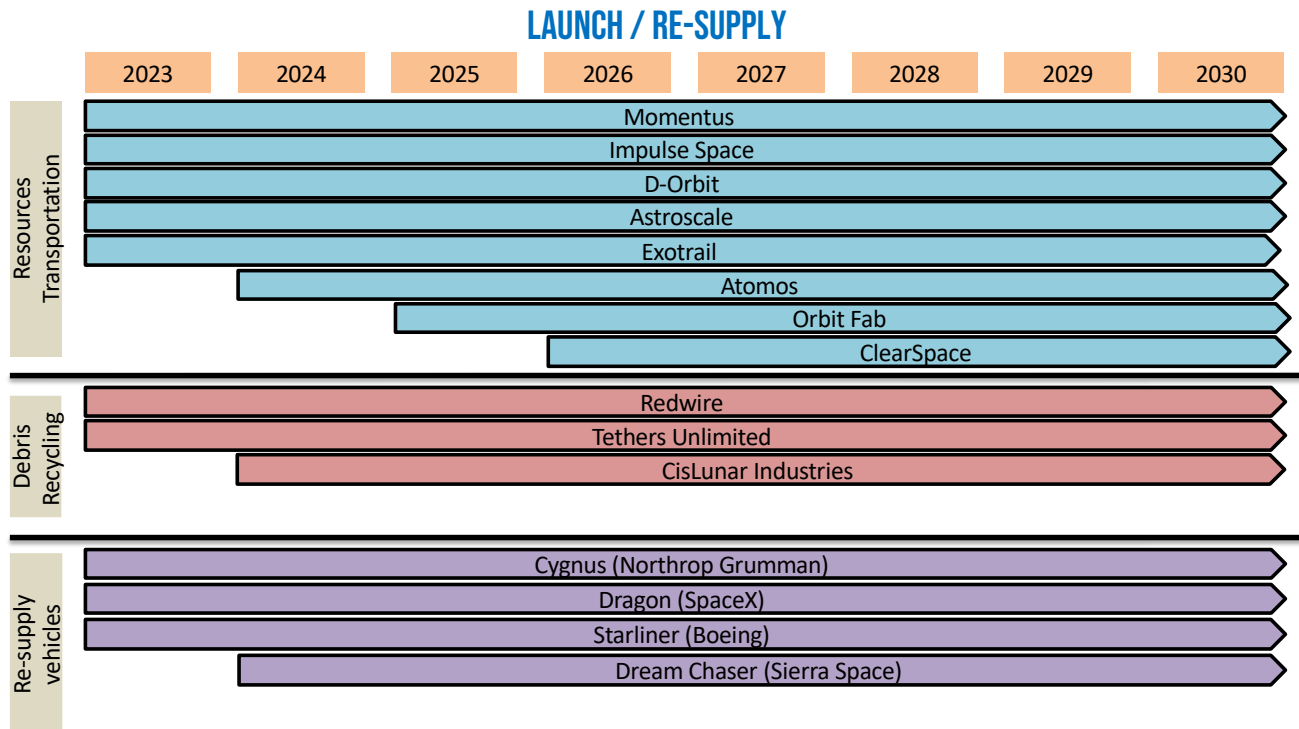 LAUNCH / RE-SUPPLY
2023 2024 2025 2026 2027 2028 2029 2030
Resources
Transportation
Momentus
Impulse Space
D-Orbit
Astroscale
Exotrail
Atomos
Orbit Fab
ClearSpace
Debris
Recycling
Redwire
Tethers Unlimited
CisLunar Industries
Re-supply
vehicles
Cygnus (Northrop Grumman)
Dragon (SpaceX)
Starliner (Boeing)
Dream Chaser (Sierra Space)